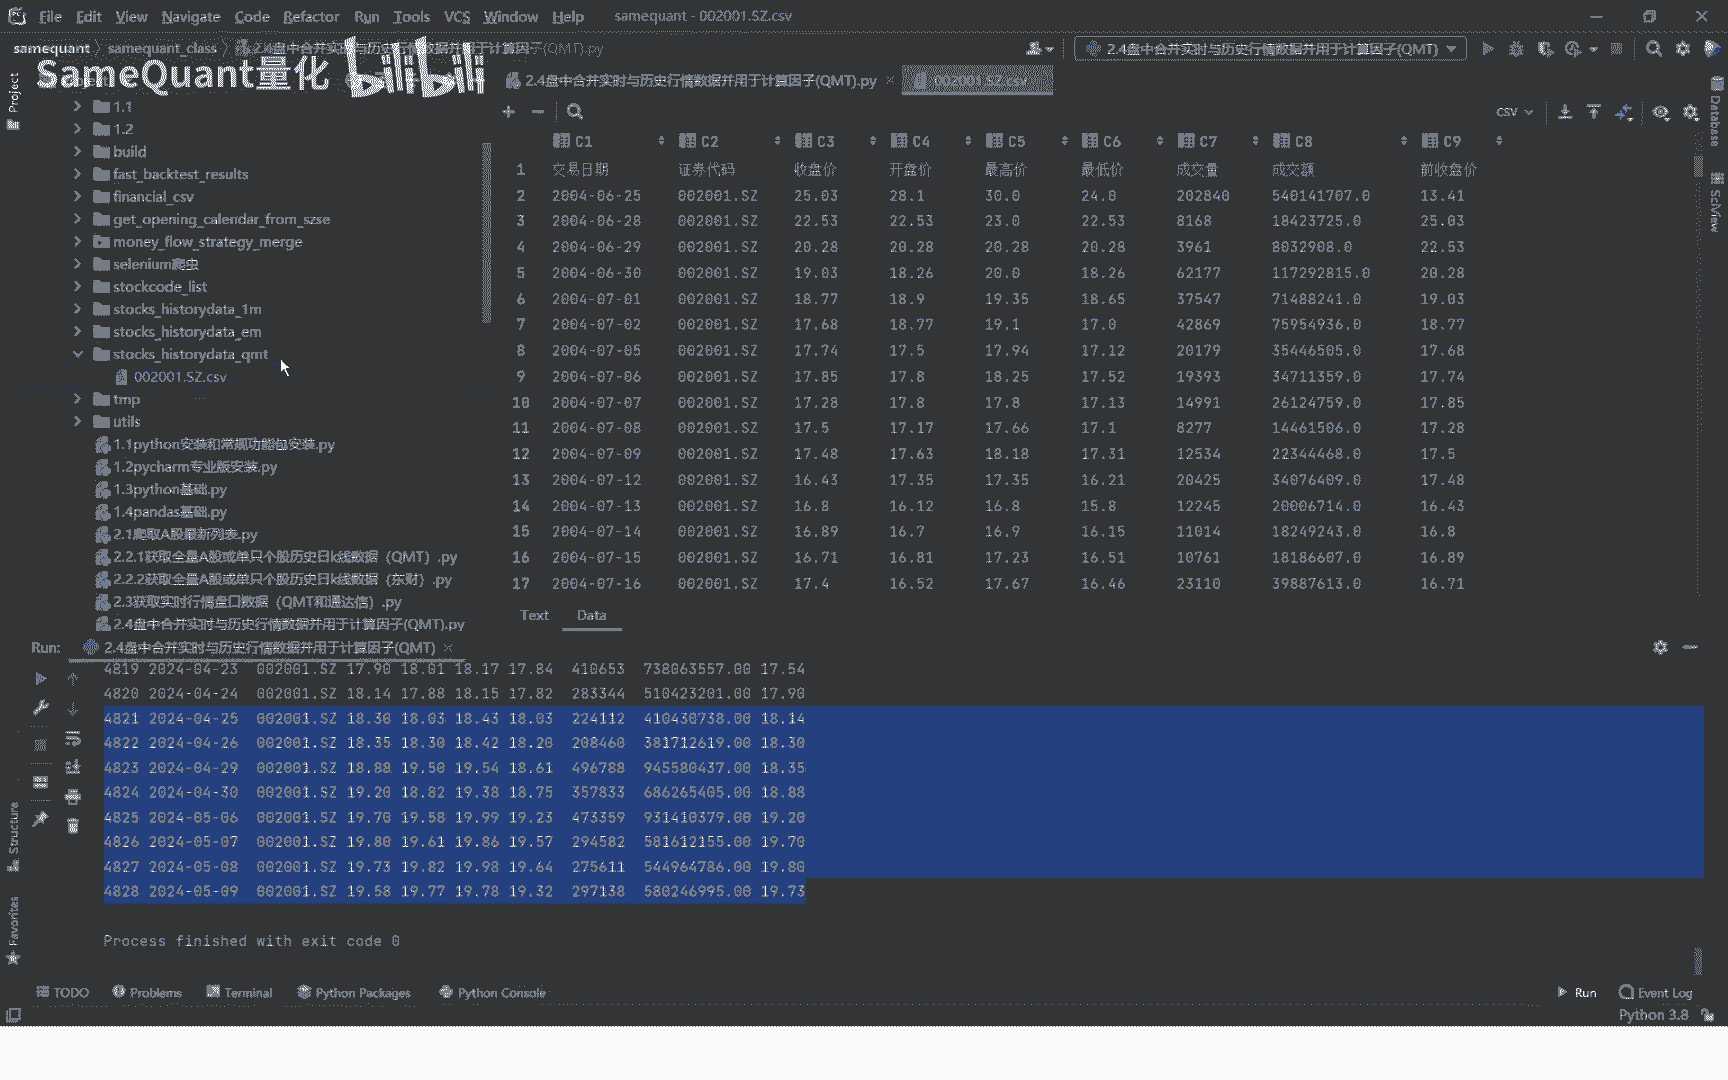 File Edit View Navigate Code Refactor Run Tools VCS Window Help samequant - 002001.SZ.csv
samequant samequant_class 2.4盘中合并实时与历史行情数据并用于计算因子(QMT).py
2.4盘中合并实时与历史行情数据并用于计算因子(QMT)
SameQuant量化 bilibili
2.4盘中合并实时与历史行情数据并用于计算因子(QMT).py 002001.SZ.csv
Project
1.1
1.2
build
fast_backtest_results
financial_csv
get_opening_calendar_from_szse
money_flow_strategy_merge
selenium爬虫
stockcode_list
stocks_historydata_1m
stocks_historydata_em
stocks_historydata_qmt
002001.SZ.csv
tmp
utils
1.1python安装和常规功能包安装.py
1.2pycharm专业版安装.py
1.3python基础.py
1.4pandas基础.py
2.1爬取A股最新列表.py
2.2.1获取全量A股或单只个股历史日k线数据（QMT）.py
2.2.2获取全量A股或单只个股历史日k线数据（东财）.py
2.3获取实时行情盘口数据（QMT和通达信）.py
2.4盘中合并实时与历史行情数据并用于计算因子(QMT).py
CSV
C1 C2 C3 C4 C5 C6 C7 C8 C9
1 交易日期 证券代码 收盘价 开盘价 最高价 最低价 成交量 成交额 前收盘价
2 2004-06-25 002001.SZ 25.03 28.1 30.0 24.0 202840 540141707.0 13.41
3 2004-06-28 002001.SZ 22.53 22.53 23.0 22.53 8168 18423725.0 25.03
4 2004-06-29 002001.SZ 20.28 20.28 20.28 20.28 3961 8032908.0 22.53
5 2004-06-30 002001.SZ 19.03 18.26 20.0 18.26 62177 117292815.0 20.28
6 2004-07-01 002001.SZ 18.77 18.9 19.35 18.65 37547 71488241.0 19.03
7 2004-07-02 002001.SZ 17.68 18.77 19.1 17.0 42869 75954936.0 18.77
8 2004-07-05 002001.SZ 17.74 17.5 17.94 17.12 20179 35446505.0 17.68
9 2004-07-06 002001.SZ 17.85 17.8 18.25 17.52 19393 34711359.0 17.74
10 2004-07-07 002001.SZ 17.28 17.8 17.8 17.13 14991 26124759.0 17.85
11 2004-07-08 002001.SZ 17.5 17.17 17.66 17.1 8277 14461506.0 17.28
12 2004-07-09 002001.SZ 17.48 17.63 18.18 17.31 12534 22344468.0 17.5
13 2004-07-12 002001.SZ 16.43 17.35 17.35 16.21 20425 34076409.0 17.48
14 2004-07-13 002001.SZ 16.8 16.12 16.8 15.8 12245 20006714.0 16.43
15 2004-07-14 002001.SZ 16.89 16.7 16.9 16.15 11014 18249243.0 16.8
16 2004-07-15 002001.SZ 16.71 16.81 17.23 16.51 10761 18186607.0 16.89
17 2004-07-16 002001.SZ 17.4 16.52 17.67 16.46 23110 39887613.0 16.71
Text Data
Database
SciView
Run: 2.4盘中合并实时与历史行情数据并用于计算因子(QMT)
4819 2024-04-23 002001.SZ 17.90 18.01 18.17 17.84 410653 738063557.00 17.54
4820 2024-04-24 002001.SZ 18.14 17.88 18.15 17.82 283344 510423201.00 17.90
4821 2024-04-25 002001.SZ 18.30 18.03 18.43 18.03 224112 410430738.00 18.14
4822 2024-04-26 002001.SZ 18.35 18.30 18.42 18.20 208460 381712619.00 18.30
4823 2024-04-29 002001.SZ 18.88 19.50 19.54 18.61 496788 945580437.00 18.35
4824 2024-04-30 002001.SZ 19.20 18.82 19.38 18.75 357833 686265405.00 18.88
4825 2024-05-06 002001.SZ 19.70 19.58 19.99 19.23 473359 931410379.00 19.20
4826 2024-05-07 002001.SZ 19.80 19.61 19.86 19.57 294582 581612155.00 19.70
4827 2024-05-08 002001.SZ 19.73 19.82 19.98 19.64 275611 544964786.00 19.80
4828 2024-05-09 002001.SZ 19.58 19.77 19.78 19.32 297138 580246995.00 19.73
Process finished with exit code 0
Structure
Favorites
TODO Problems Terminal Python Packages Python Console Run Event Log
Python 3.8